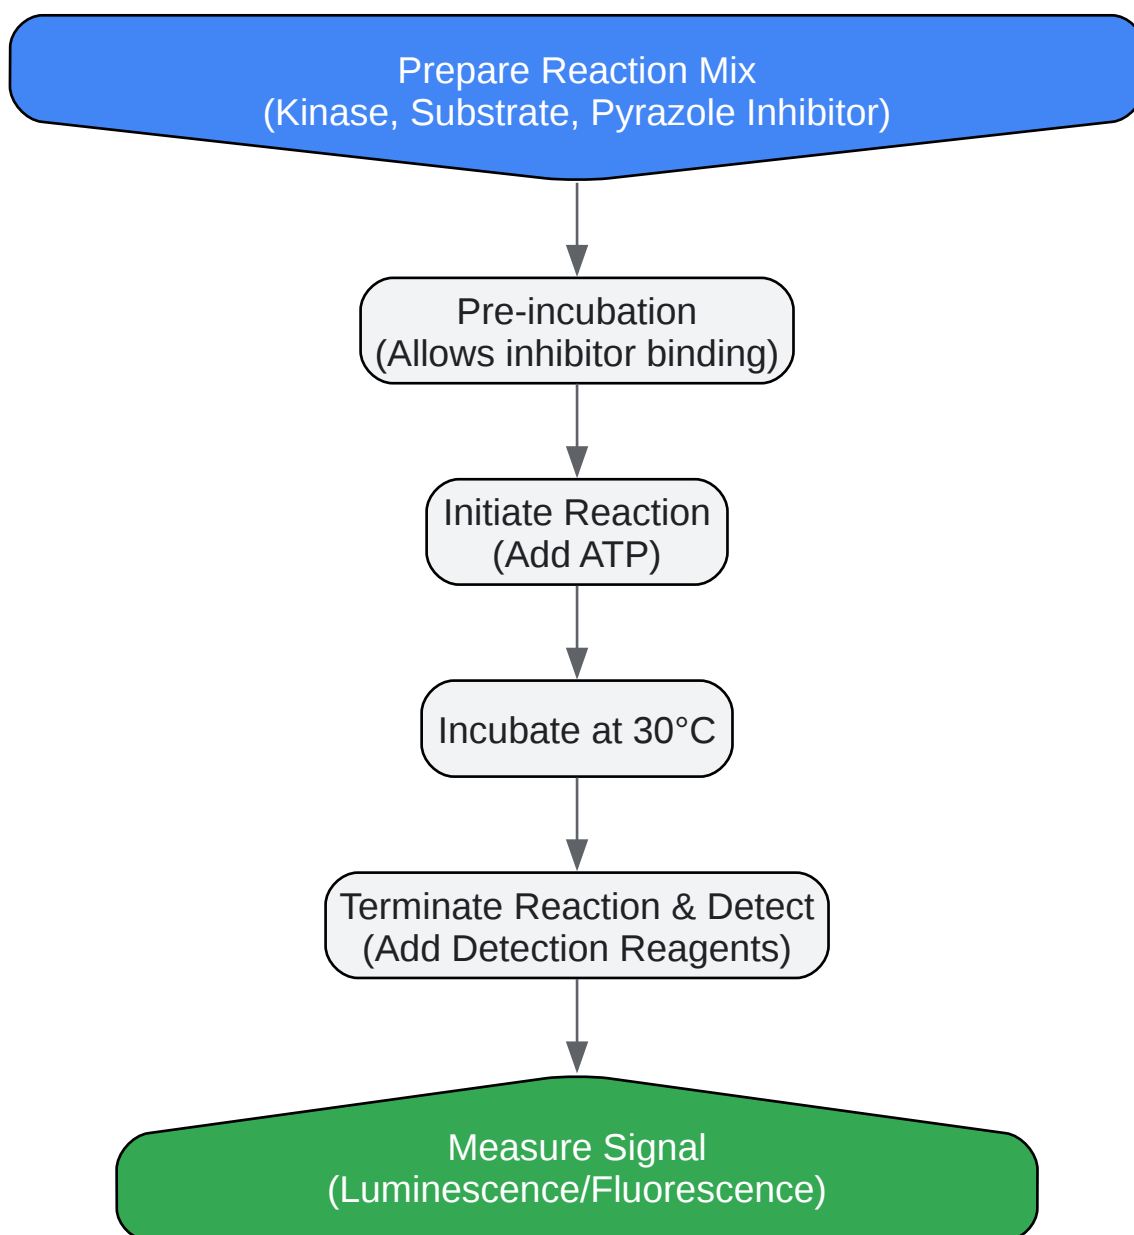 Prepare Reaction Mix
(Kinase, Substrate, Pyrazole Inhibitor)
Pre-incubation
(Allows inhibitor binding)
Initiate Reaction
(Add ATP)
Incubate at 30°C
Terminate Reaction & Detect
(Add Detection Reagents)
Measure Signal
(Luminescence/Fluorescence)